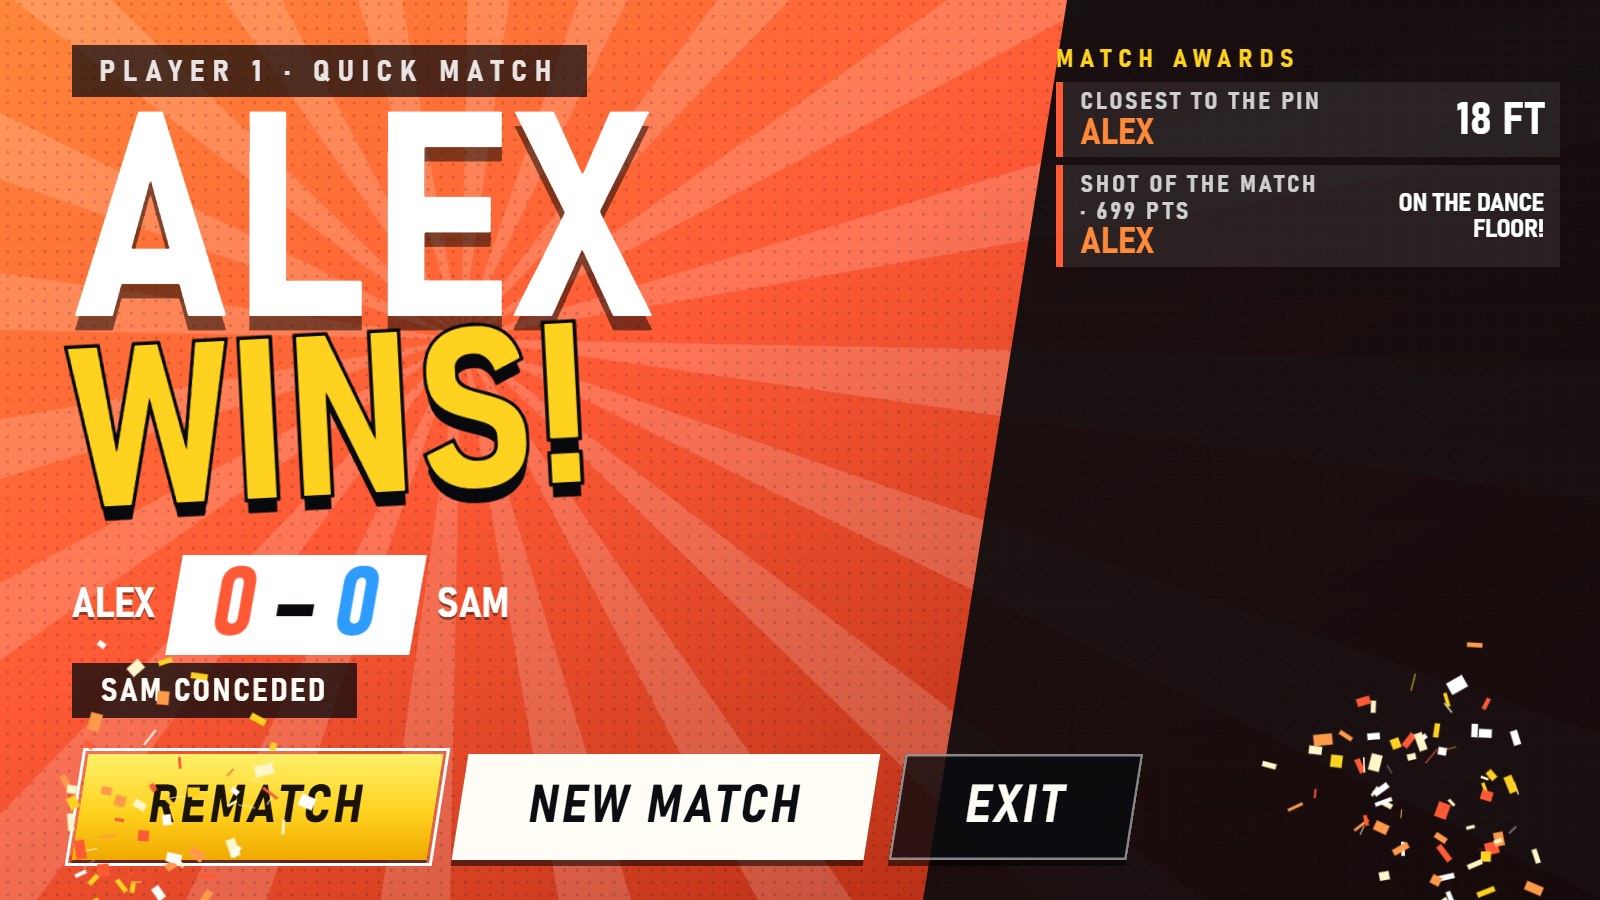 PLAYER 1 · QUICK MATCH
ALEX
WINS!
ALEX 0 – 0 SAM
SAM CONCEDED
REMATCH
NEW MATCH
EXIT
MATCH AWARDS
CLOSEST TO THE PIN
ALEX
18 FT
SHOT OF THE MATCH
· 699 PTS
ALEX
ON THE DANCE
FLOOR!